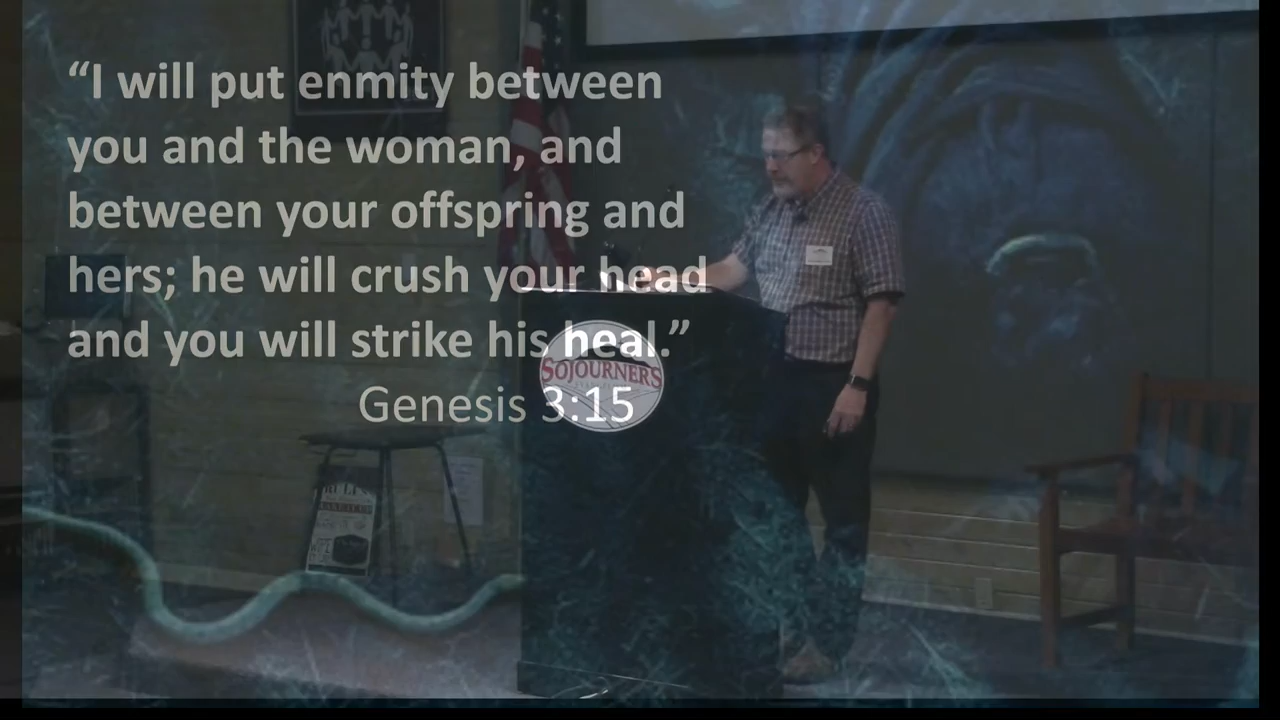 “I will put enmity between
you and the woman, and
between your offspring and
hers; he will crush your head
and you will strike his heal.”
Genesis 3:15
SOJOURNERS